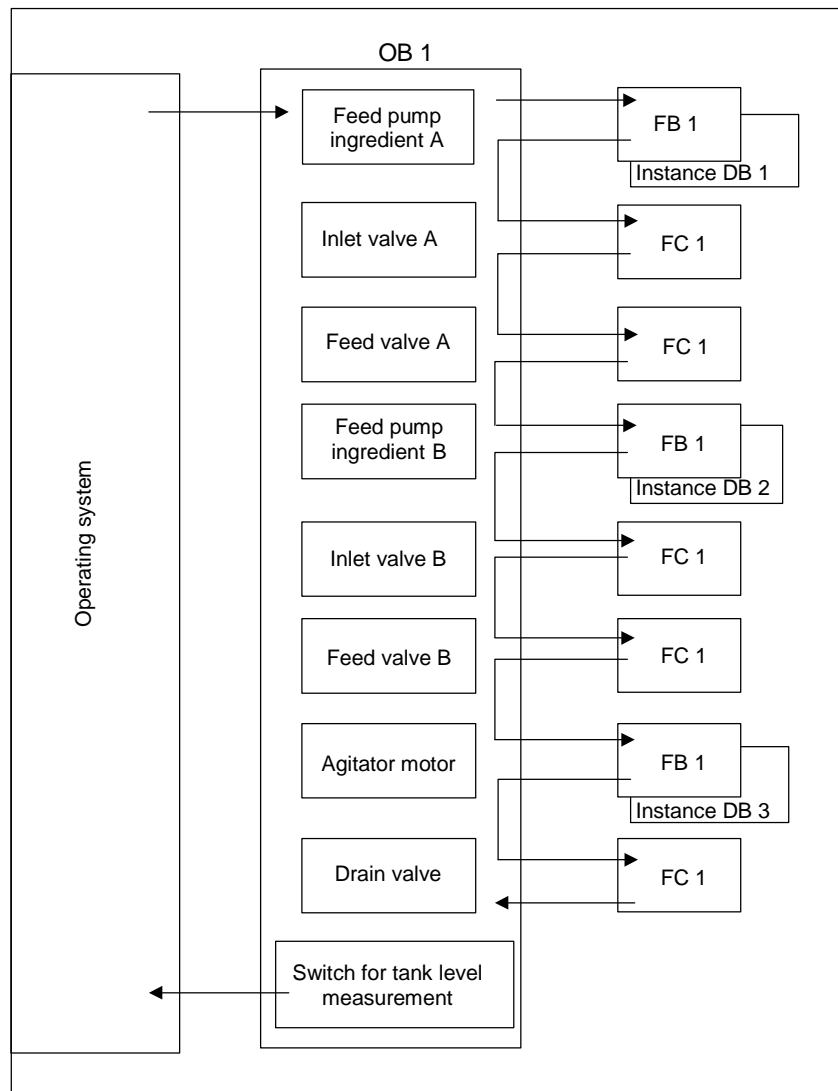 OB 1
Operating system
Feed pump
ingredient A
FB 1
Instance DB 1
Inlet valve A
FC 1
Feed valve A
FC 1
Feed pump
ingredient B
FB 1
Instance DB 2
Inlet valve B
FC 1
Feed valve B
FC 1
Agitator motor
FB 1
Instance DB 3
Drain valve
FC 1
Switch for tank level
measurement